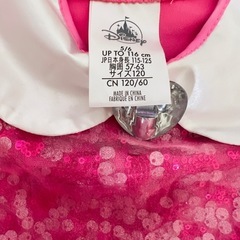 Disney
5/6
UP TO 116 cm
JP日本身長 115-125
胸囲 57-63
サイズ120
CN 120/60
MADE IN CHINA
FABRIQUÉ EN CHINE